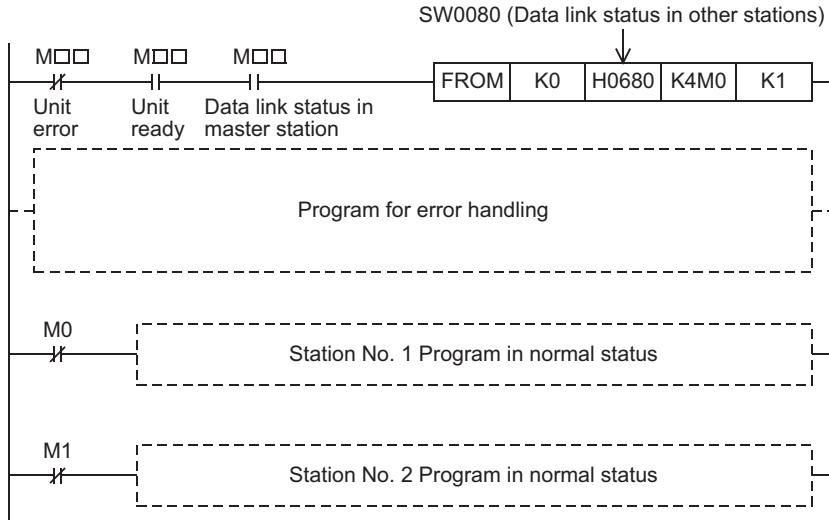 SW0080 (Data link status in other stations)
M□□ M□□ M□□
FROM K0 H0680 K4M0 K1
Unit error
Unit ready
Data link status in
master station
Program for error handling
M0
Station No. 1 Program in normal status
M1
Station No. 2 Program in normal status